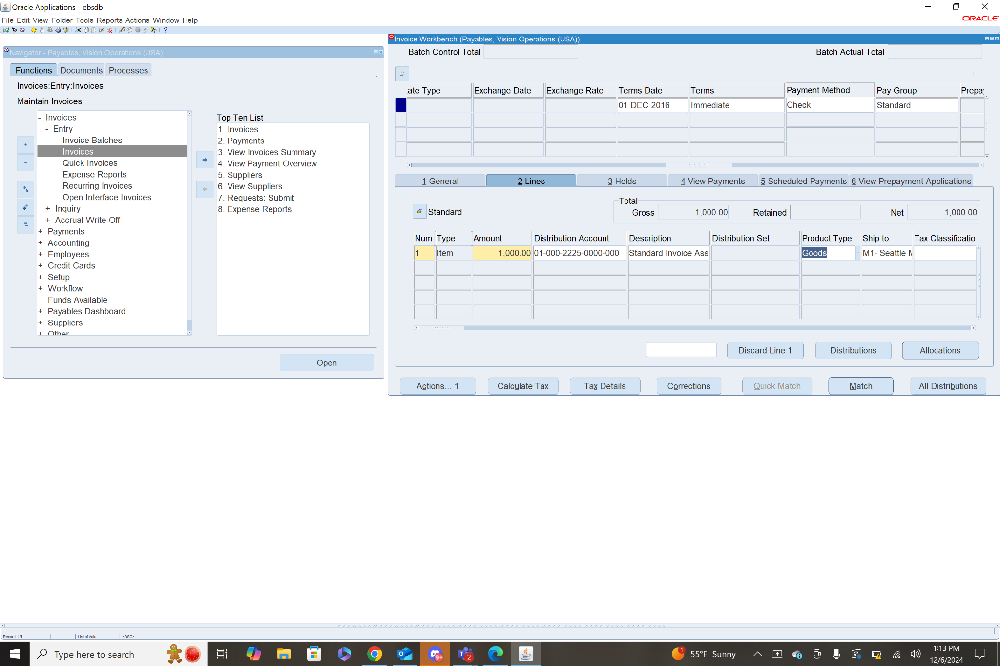 Oracle Applications - ebsdb
File Edit View Folder Tools Reports Actions Window Help
ORACLE
Navigator - Payables, Vision Operations (USA)
Functions Documents Processes
Invoices:Entry:Invoices
Maintain Invoices
- Invoices
- Entry
Invoice Batches
Invoices
Quick Invoices
Expense Reports
Recurring Invoices
Open Interface Invoices
+ Inquiry
+ Accrual Write-Off
+ Payments
+ Accounting
+ Employees
+ Credit Cards
+ Setup
+ Workflow
Funds Available
+ Payables Dashboard
+ Suppliers
+ Other
Top Ten List
1. Invoices
2. Payments
3. View Invoices Summary
4. View Payment Overview
5. Suppliers
6. View Suppliers
7. Requests: Submit
8. Expense Reports
Open
Invoice Workbench (Payables, Vision Operations (USA))
Batch Control Total Batch Actual Total
ate Type Exchange Date Exchange Rate Terms Date Terms Payment Method Pay Group Prepay
01-DEC-2016 Immediate Check Standard
1 General 2 Lines 3 Holds 4 View Payments 5 Scheduled Payments 6 View Prepayment Applications
Standard
Total
Gross 1,000.00 Retained Net 1,000.00
Num Type Amount Distribution Account Description Distribution Set Product Type Ship to Tax Classificatio
1 Item 1,000.00 01-000-2225-0000-000 Standard Invoice Assi Goods M1- Seattle M
Discard Line 1 Distributions Allocations
Actions... 1 Calculate Tax Tax Details Corrections Quick Match Match All Distributions
Record: 1/1 ... List of Valu... <OSC>
Type here to search
9+
2
1
55°F Sunny
1:13 PM
12/6/2024